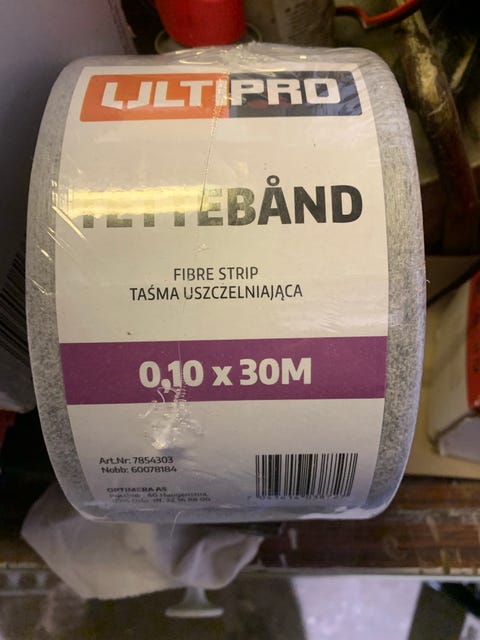 ULTIPRO
TETTEBÅND
FIBRE STRIP
TAŚMA USZCZELNIAJĄCA
0,10 x 30M
Art.Nr: 7854303
Nobb: 60078184
OPTIMERA AS